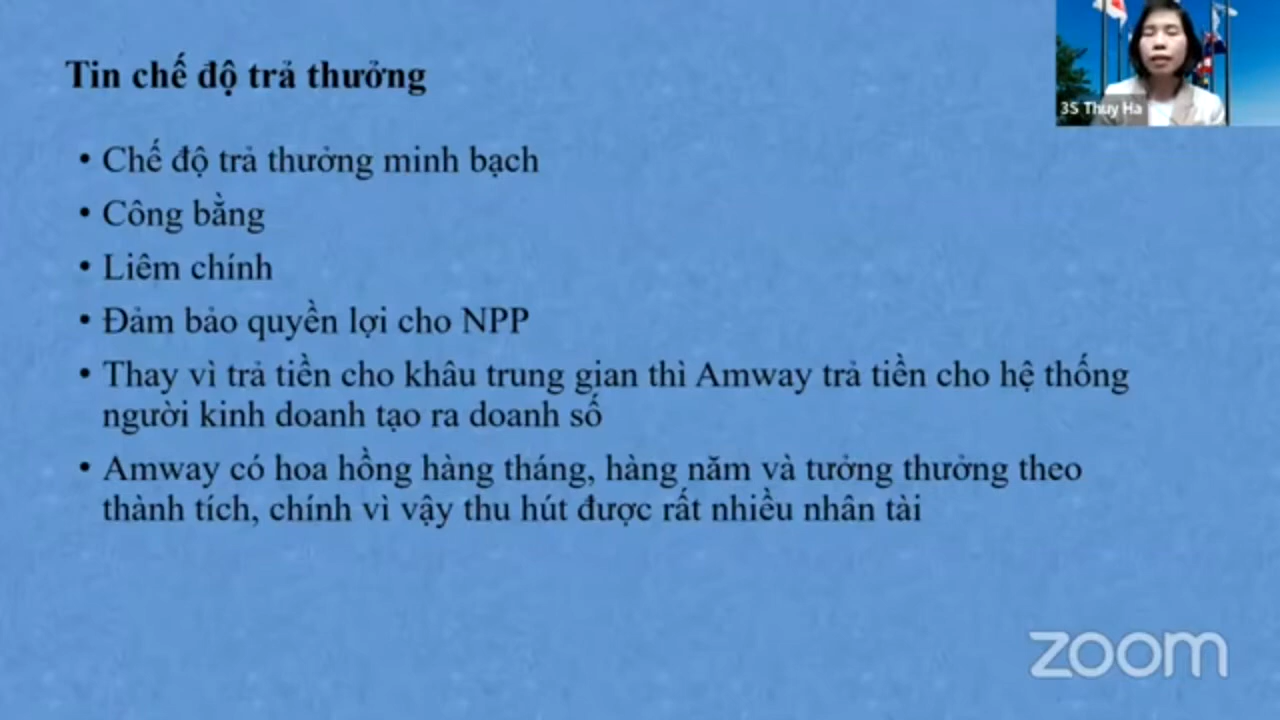 Tin chế độ trả thưởng
3S Thuy Ha
• Chế độ trả thưởng minh bạch
• Công bằng
• Liêm chính
• Đảm bảo quyền lợi cho NPP
• Thay vì trả tiền cho khâu trung gian thì Amway trả tiền cho hệ thống
người kinh doanh tạo ra doanh số
• Amway có hoa hồng hàng tháng, hàng năm và tưởng thưởng theo
thành tích, chính vì vậy thu hút được rất nhiều nhân tài
zoom